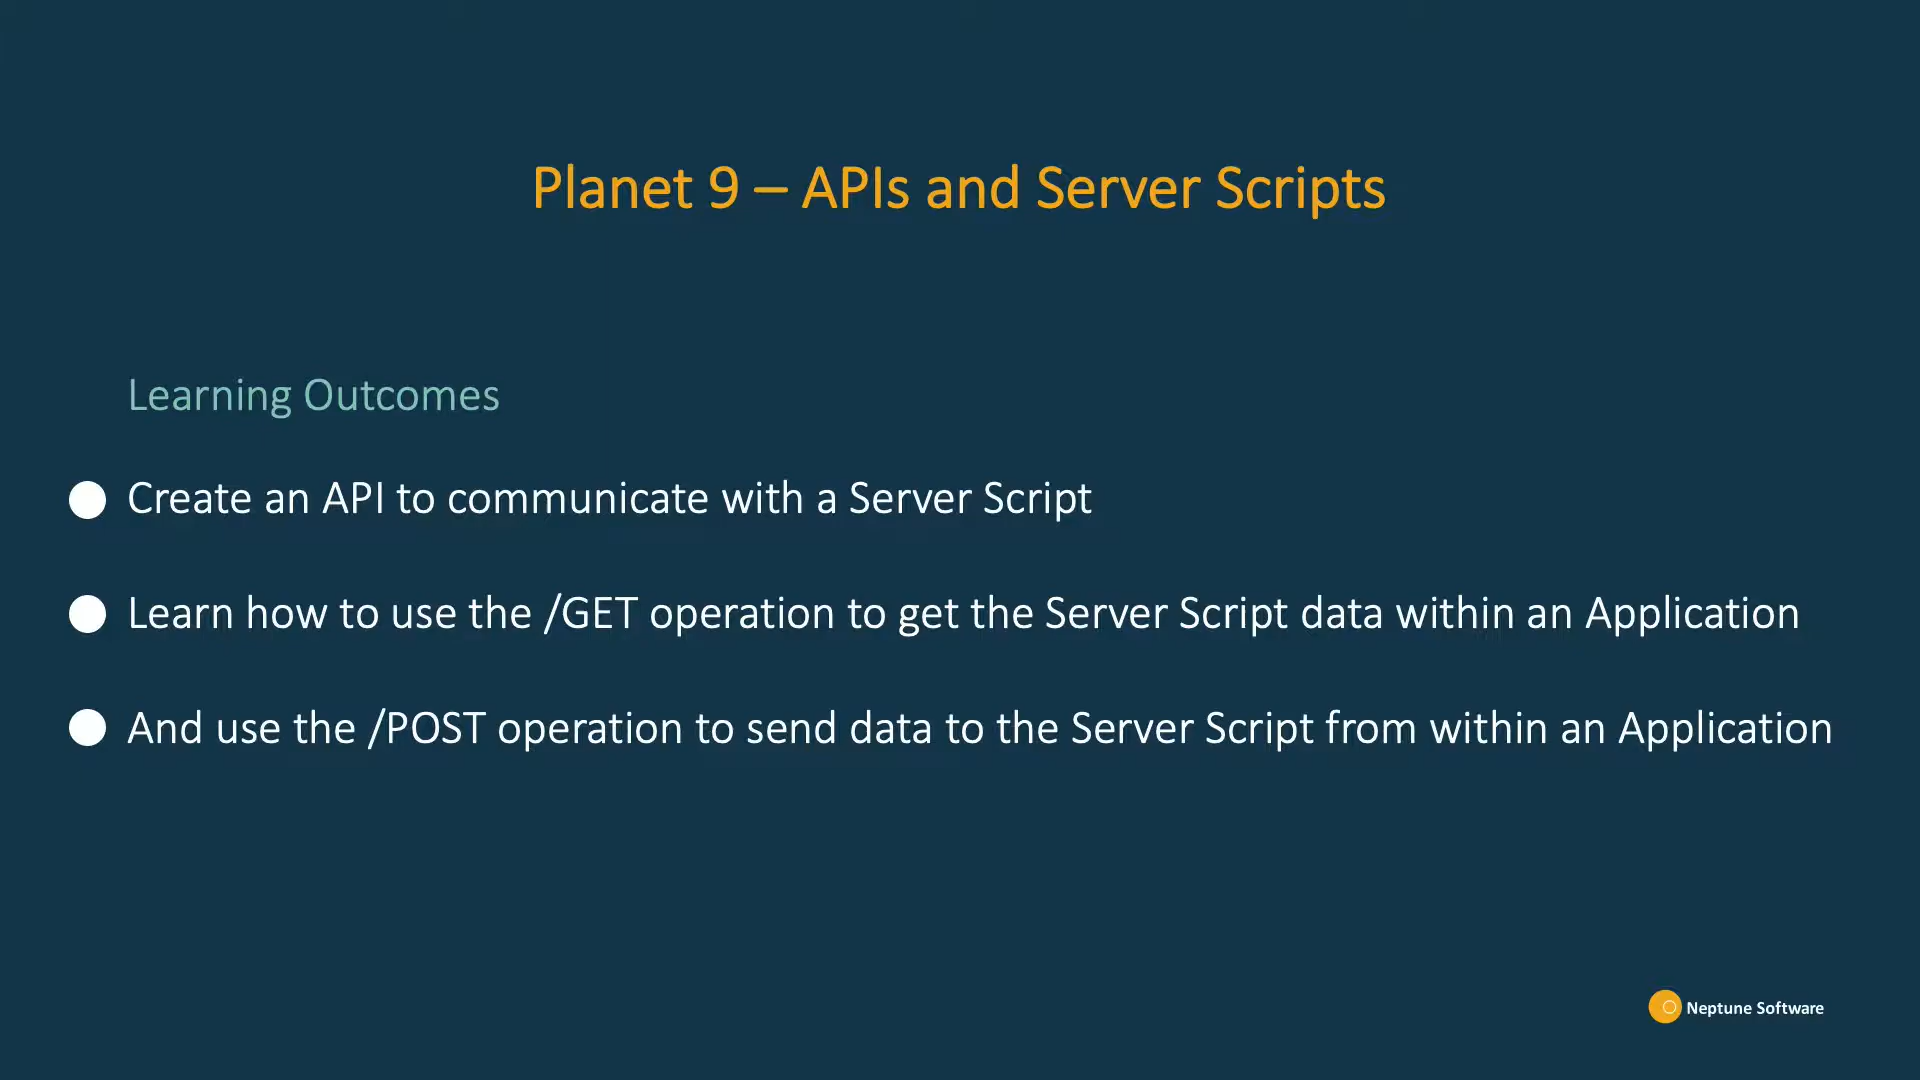 Planet 9 – APIs and Server Scripts
Learning Outcomes
Create an API to communicate with a Server Script
Learn how to use the /GET operation to get the Server Script data within an Application
And use the /POST operation to send data to the Server Script from within an Application
Neptune Software